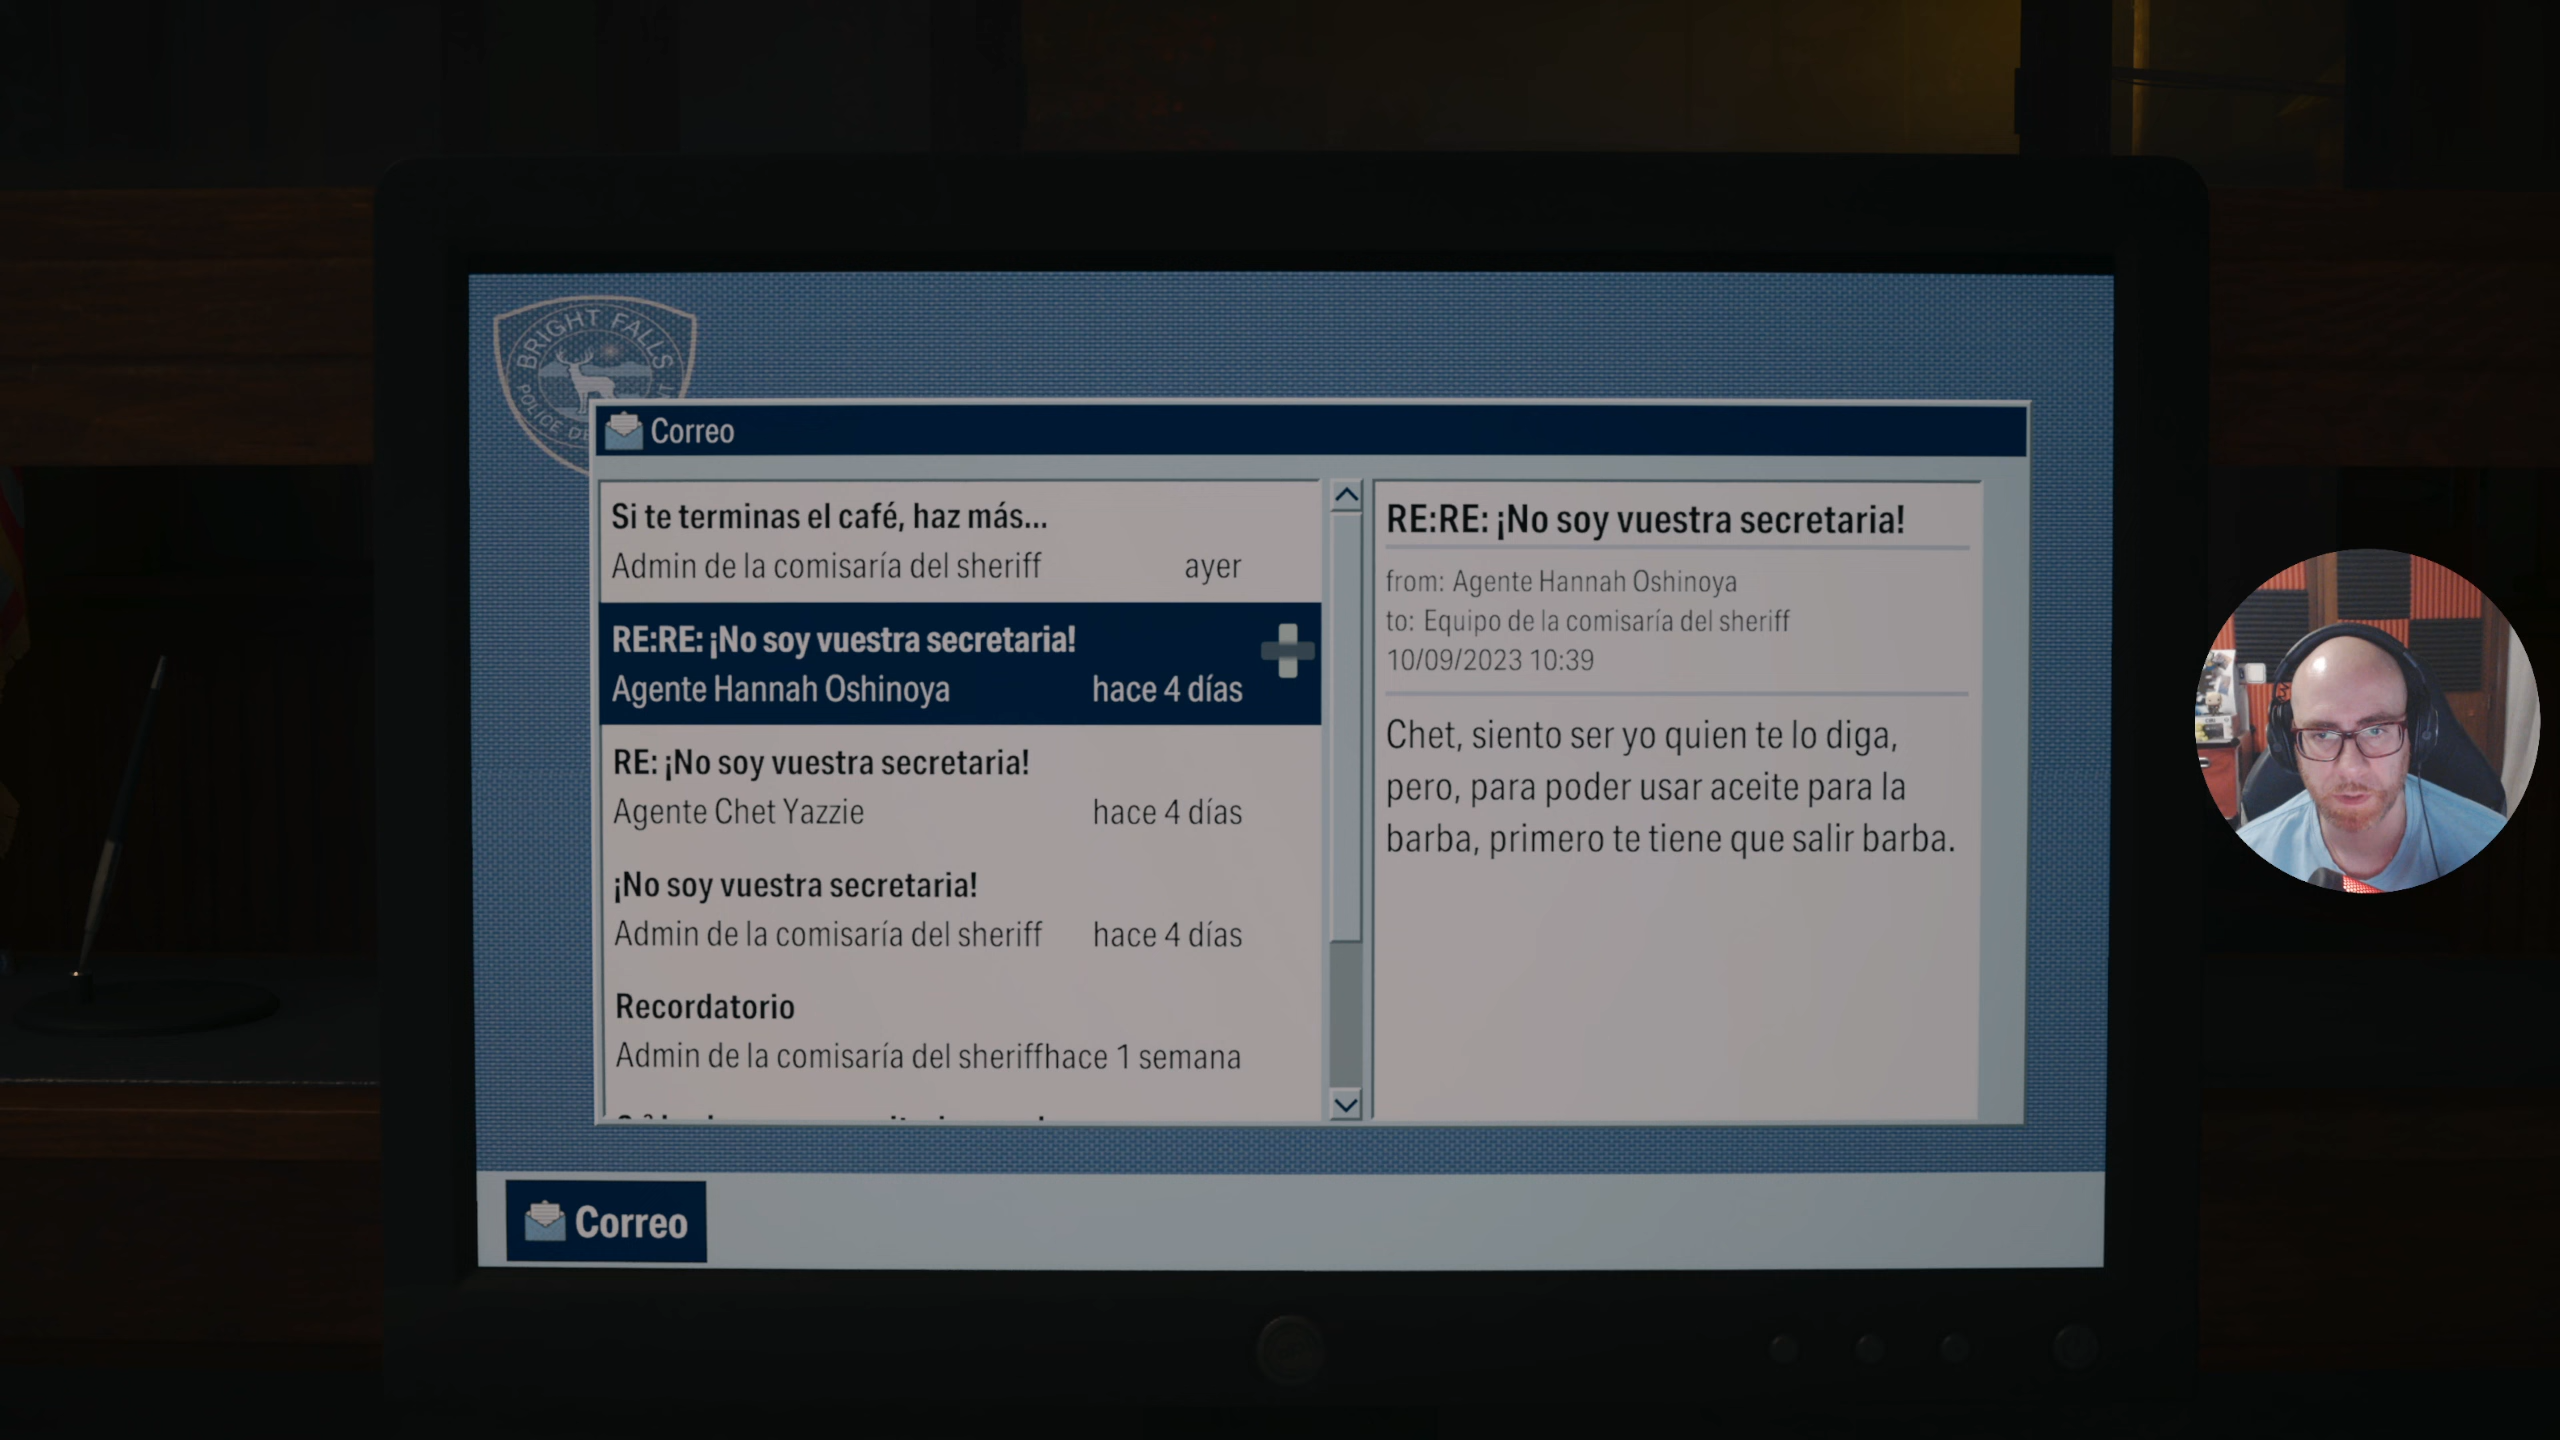 BRIGHT FALLS
POLICE DE
Correo
Si te terminas el café, haz más...
Admin de la comisaría del sheriff ayer
RE:RE: ¡No soy vuestra secretaria!
Agente Hannah Oshinoya hace 4 días
RE: ¡No soy vuestra secretaria!
Agente Chet Yazzie hace 4 días
¡No soy vuestra secretaria!
Admin de la comisaría del sheriff hace 4 días
Recordatorio
Admin de la comisaría del sheriffhace 1 semana
RE:RE: ¡No soy vuestra secretaria!
from: Agente Hannah Oshinoya
to: Equipo de la comisaría del sheriff
10/09/2023 10:39
Chet, siento ser yo quien te lo diga,
pero, para poder usar aceite para la
barba, primero te tiene que salir barba.
Correo